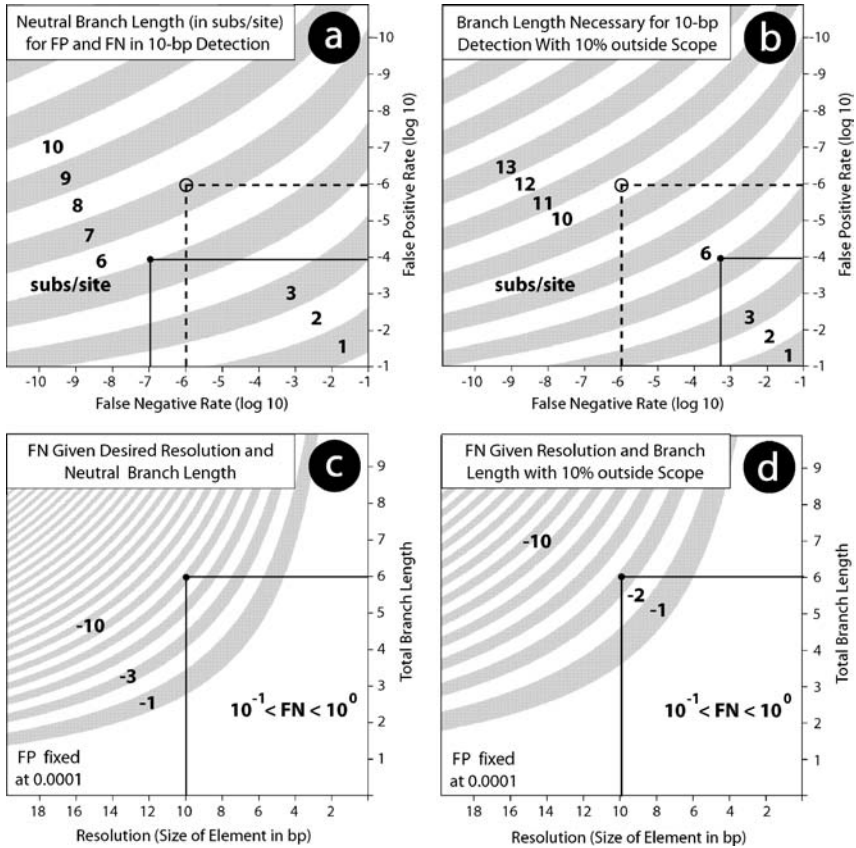 Neutral Branch Length (in subs/site)
for FP and FN in 10-bp Detection
a
10
9
8
7
6
subs/site
3
2
1
-10
-9
-8
-7
-6
-5
-4
-3
-2
-1
False Positive Rate (log 10)
-10 -9 -8 -7 -6 -5 -4 -3 -2 -1
False Negative Rate (log 10)
Branch Length Necessary for 10-bp
Detection With 10% outside Scope
b
13
12
11
10
6
subs/site
2
1
1
-10
-9
-8
-7
-6
-5
-4
-3
-2
-1
False Positive Rate (log 10)
-10 -9 -8 -7 -6 -5 -4 -3 -2 -1
False Negative Rate (log 10)
FN Given Desired Resolution and
Neutral Branch Length
c
-10
-3
-1
10-1 < FN < 100
FP fixed
at 0.0001
9
8
7
6
5
4
3
2
1
Total Branch Length
18 16 14 12 10 8 6 4 2
Resolution (Size of Element in bp)
FN Given Resolution and Branch
Length with 10% outside Scope
d
-10
-2
-1
10-1 < FN < 100
FP fixed
at 0.0001
9
8
7
6
5
4
3
2
1
Total Branch Length
18 16 14 12 10 8 6 4 2
Resolution (Size of Element in bp)